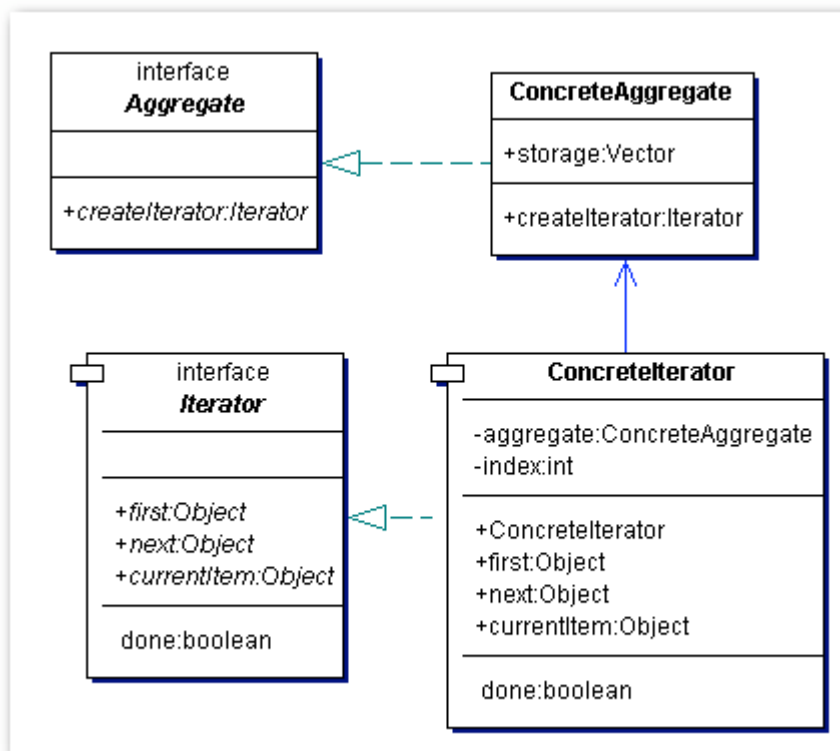 interface
Aggregate
+createIterator:Iterator
ConcreteAggregate
+storage:Vector
+createIterator:Iterator
interface
Iterator
+first:Object
+next:Object
+currentItem:Object
done:boolean
ConcreteIterator
-aggregate:ConcreteAggregate
-index:int
+ConcreteIterator
+first:Object
+next:Object
+currentItem:Object
done:boolean